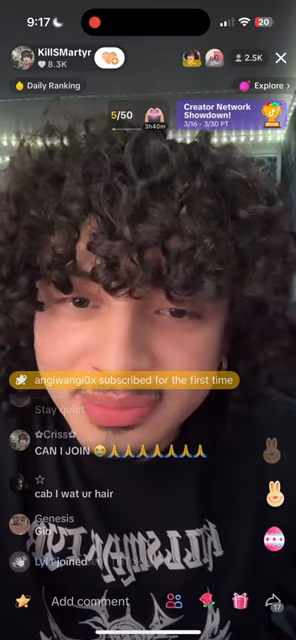 9:17
20
KillSMartyr
8.3K
2.5K
Daily Ranking
Explore >
5/50
3h40m
Creator Network
Showdown!
3/16 - 3/30 PT
angiwangi0x subscribed for the first time
Stay quiet
✿Criss✿
CAN I JOIN 😭🙏🙏🙏🙏🙏🙏🙏
☆
cab I wat ur hair
Genesis
Gio
joined
Add comment
17